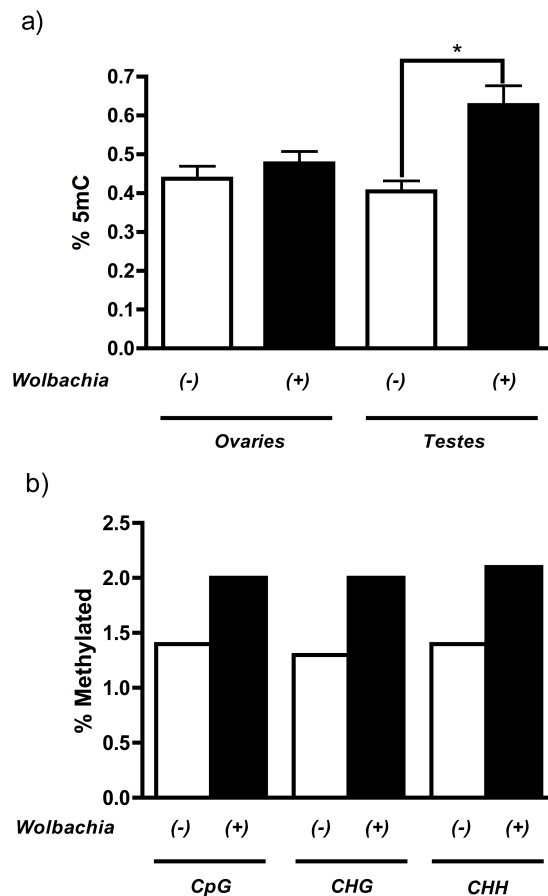 a)
*
0.7
0.6
0.5
0.4
0.3
0.2
0.1
0.0
% 5mC
Wolbachia (-) (+) (-) (+)
Ovaries Testes
b)
2.5
2.0
1.5
1.0
0.5
0.0
% Methylated
Wolbachia (-) (+) (-) (+) (-) (+)
CpG CHG CHH